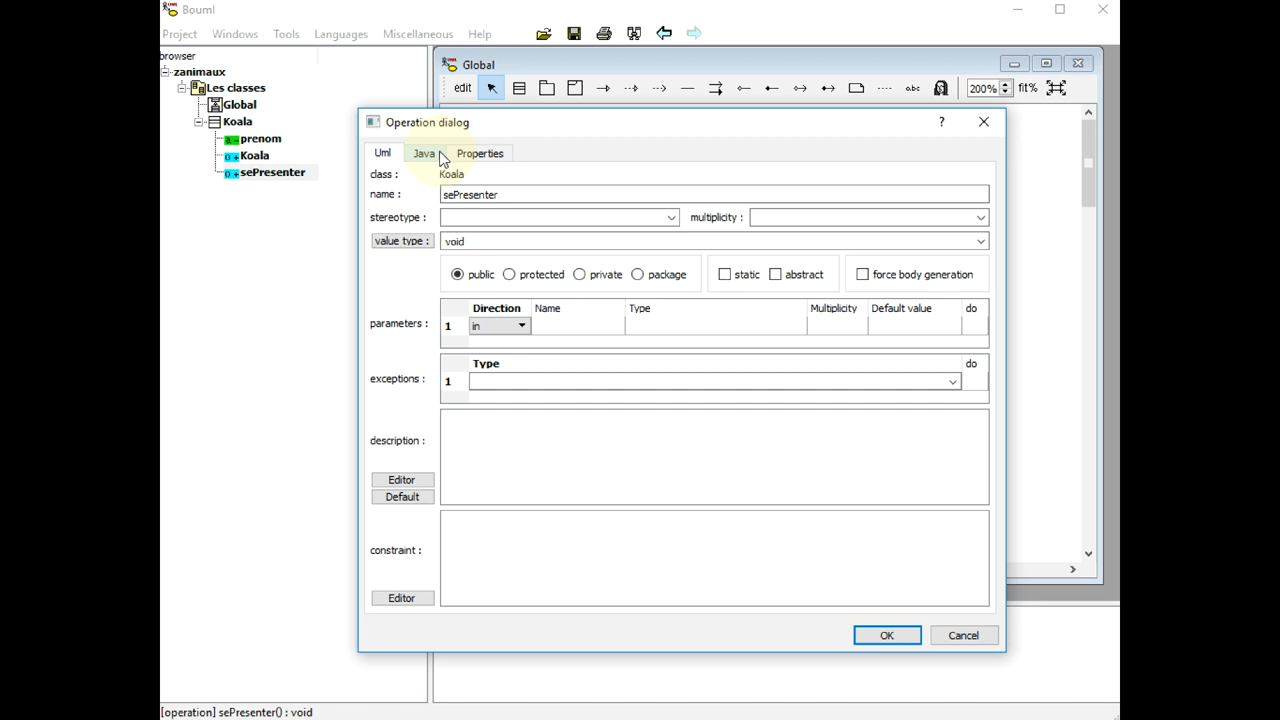 Bouml
Project Windows Tools Languages Miscellaneous Help
browser
zanimaux
Les classes
Global
Koala
prenom
Koala
sePresenter
Global
edit abc 200% fit%
Operation dialog ?
Uml Java Properties
class : Koala
name : sePresenter
stereotype : multiplicity :
value type : void
public protected private package static abstract force body generation
parameters :
Direction Name Type Multiplicity Default value do
1 in
exceptions :
Type do
1
description :
Editor
Default
constraint :
Editor
OK Cancel
[operation] sePresenter() : void